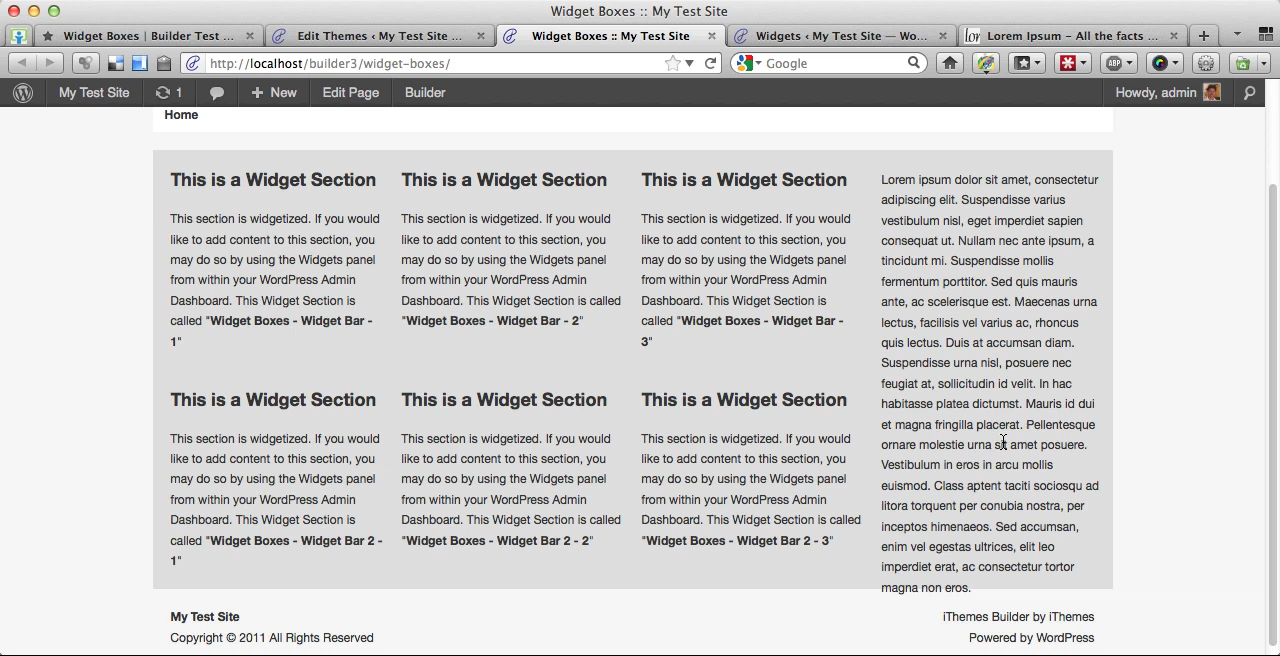 Widget Boxes :: My Test Site
Widget Boxes | Builder Test ...
Edit Themes ‹ My Test Site ...
Widget Boxes :: My Test Site
Widgets ‹ My Test Site — Wo...
Lorem Ipsum – All the facts ...
http://localhost/builder3/widget-boxes/
Google
ABP
My Test Site
1
New
Edit Page
Builder
Howdy, admin
Home
This is a Widget Section
This section is widgetized. If you would
like to add content to this section, you
may do so by using the Widgets panel
from within your WordPress Admin
Dashboard. This Widget Section is
called "Widget Boxes - Widget Bar -
1"
This is a Widget Section
This section is widgetized. If you would
like to add content to this section, you
may do so by using the Widgets panel
from within your WordPress Admin
Dashboard. This Widget Section is called
"Widget Boxes - Widget Bar - 2"
This is a Widget Section
This section is widgetized. If you would
like to add content to this section, you
may do so by using the Widgets panel
from within your WordPress Admin
Dashboard. This Widget Section is
called "Widget Boxes - Widget Bar -
3"
Lorem ipsum dolor sit amet, consectetur
adipiscing elit. Suspendisse varius
vestibulum nisl, eget imperdiet sapien
consequat ut. Nullam nec ante ipsum, a
tincidunt mi. Suspendisse mollis
fermentum porttitor. Sed quis mauris
ante, ac scelerisque est. Maecenas urna
lectus, facilisis vel varius ac, rhoncus
quis lectus. Duis at accumsan diam.
Suspendisse urna nisl, posuere nec
feugiat at, sollicitudin id velit. In hac
habitasse platea dictumst. Mauris id dui
et magna fringilla placerat. Pellentesque
ornare molestie urna sit amet posuere.
Vestibulum in eros in arcu mollis
euismod. Class aptent taciti sociosqu ad
litora torquent per conubia nostra, per
inceptos himenaeos. Sed accumsan,
enim vel egestas ultrices, elit leo
imperdiet erat, ac consectetur tortor
magna non eros.
This is a Widget Section
This section is widgetized. If you would
like to add content to this section, you
may do so by using the Widgets panel
from within your WordPress Admin
Dashboard. This Widget Section is
called "Widget Boxes - Widget Bar 2 -
1"
This is a Widget Section
This section is widgetized. If you would
like to add content to this section, you
may do so by using the Widgets panel
from within your WordPress Admin
Dashboard. This Widget Section is called
"Widget Boxes - Widget Bar 2 - 2"
This is a Widget Section
This section is widgetized. If you would
like to add content to this section, you
may do so by using the Widgets panel
from within your WordPress Admin
Dashboard. This Widget Section is called
"Widget Boxes - Widget Bar 2 - 3"
My Test Site
Copyright © 2011 All Rights Reserved
iThemes Builder by iThemes
Powered by WordPress